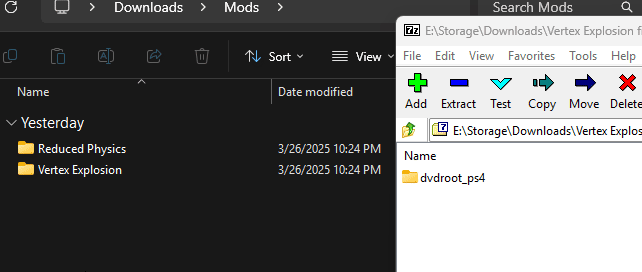 Downloads > Mods >
Search Mods
Sort
View
Name
Date modified
Yesterday
Reduced Physics 3/26/2025 10:24 PM
Vertex Explosion 3/26/2025 10:24 PM
7z E:\Storage\Downloads\Vertex Explosion f
File Edit View Favorites Tools Help
Add Extract Test Copy Move Delete
E:\Storage\Downloads\Vertex Explos
Name
dvdroot_ps4